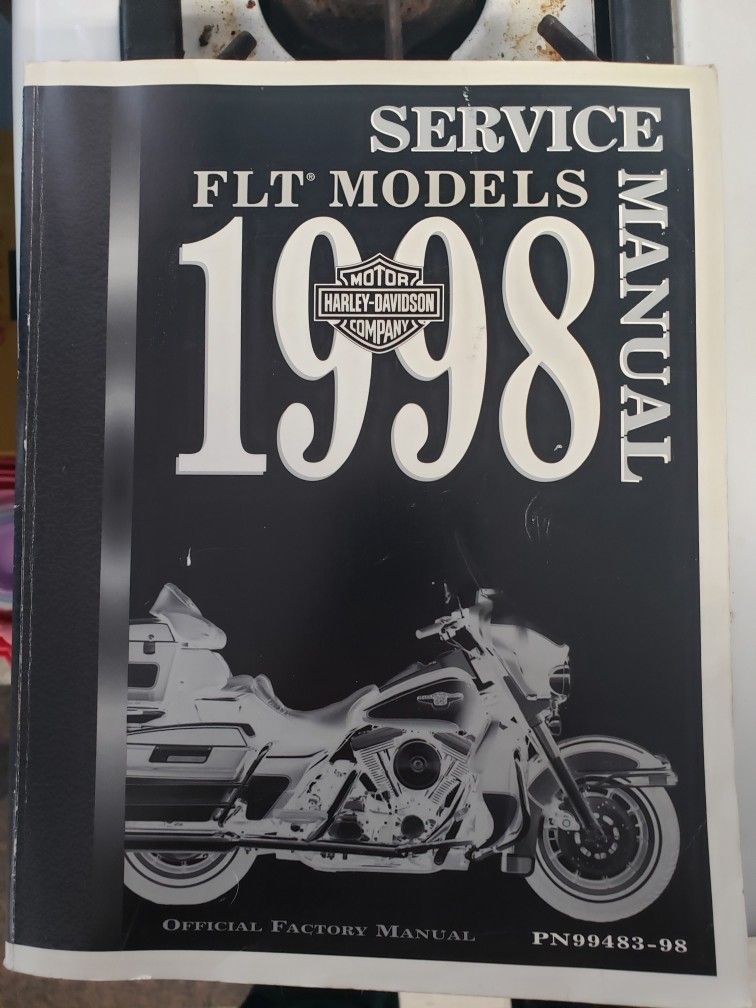 SERVICE
MANUAL
FLT® MODELS
1998
MOTOR
HARLEY-DAVIDSON
COMPANY
OFFICIAL FACTORY MANUAL
PN99483-98